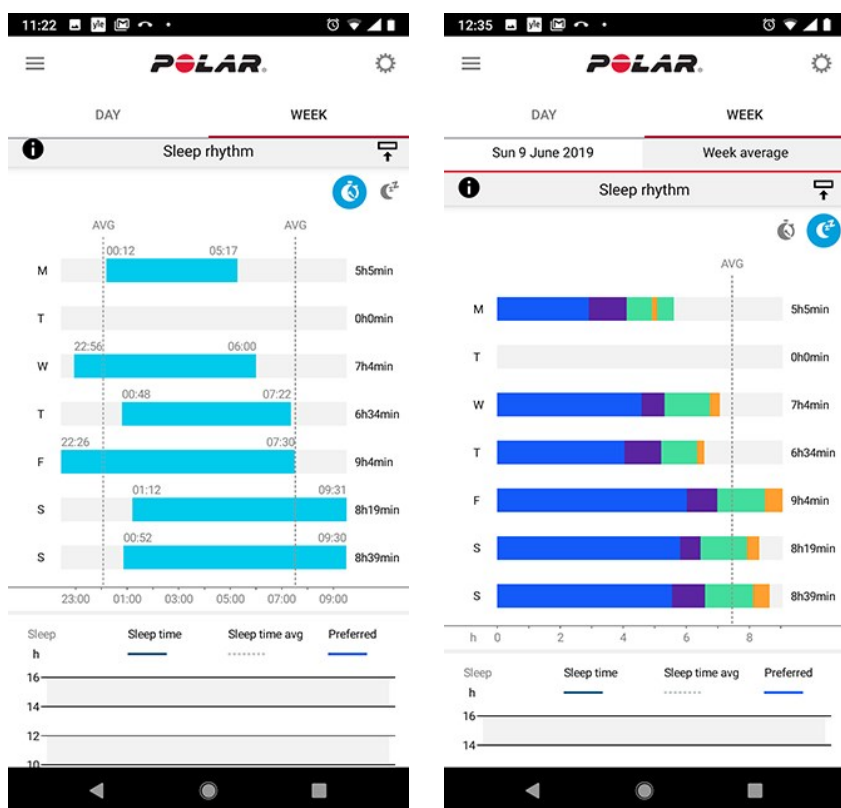 11:22 yle
POLAR.
DAY WEEK
Sleep rhythm
AVG AVG
00:12 05:17
M 5h5min
T 0h0min
22:56 06:00
W 7h4min
00:48 07:22
T 6h34min
22:26 07:30
F 9h4min
01:12 09:31
S 8h19min
00:52 09:30
S 8h39min
23:00 01:00 03:00 05:00 07:00 09:00
Sleep Sleep time Sleep time avg Preferred
h
16
14
12
10
12:35 yle
POLAR.
DAY WEEK
Sun 9 June 2019 Week average
Sleep rhythm
AVG
M 5h5min
T 0h0min
W 7h4min
T 6h34min
F 9h4min
S 8h19min
S 8h39min
h 0 2 4 6 8
Sleep Sleep time Sleep time avg Preferred
h
16
14